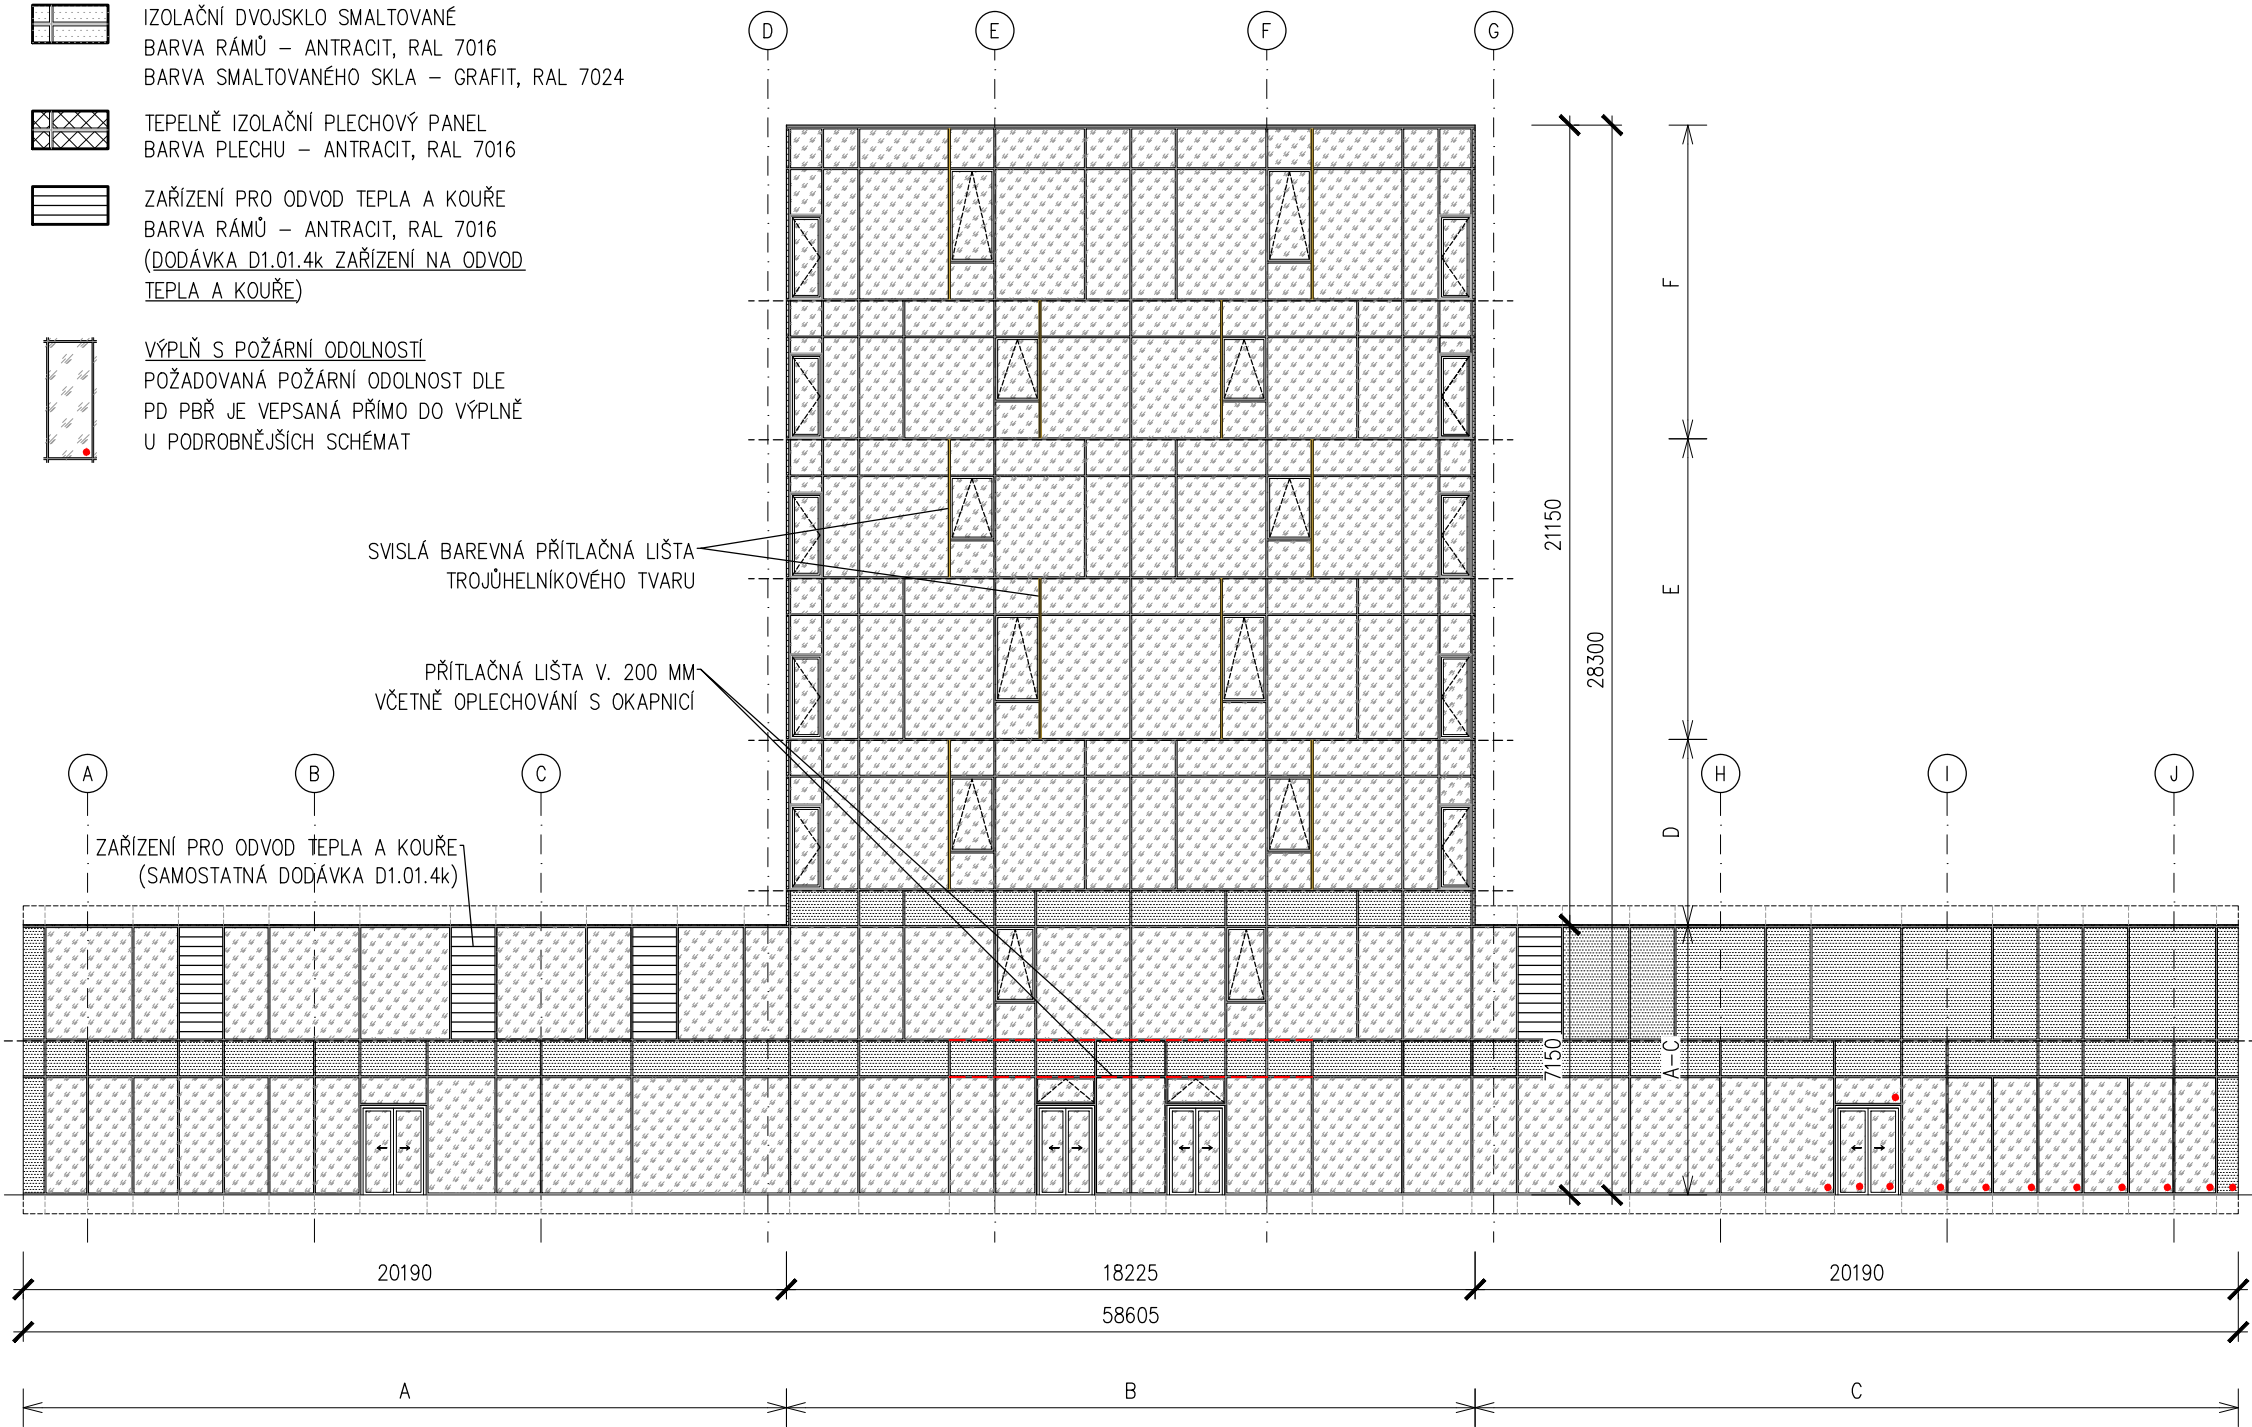 IZOLAČNÍ DVOJSKLO SMALTOVANÉ
BARVA RÁMŮ – ANTRACIT, RAL 7016
BARVA SMALTOVANÉHO SKLA – GRAFIT, RAL 7024
TEPELNĚ IZOLAČNÍ PLECHOVÝ PANEL
BARVA PLECHU – ANTRACIT, RAL 7016
ZAŘÍZENÍ PRO ODVOD TEPLA A KOUŘE
BARVA RÁMŮ – ANTRACIT, RAL 7016
(DODÁVKA D1.01.4k ZAŘÍZENÍ NA ODVOD
TEPLA A KOUŘE)
VÝPLŇ S POŽÁRNÍ ODOLNOSTÍ
POŽADOVANÁ POŽÁRNÍ ODOLNOST DLE
PD PBŘ JE VEPSANÁ PŘÍMO DO VÝPLNĚ
U PODROBNĚJŠÍCH SCHÉMAT
D
E
F
G
SVISLÁ BAREVNÁ PŘÍTLAČNÁ LIŠTA
TROJŮHELNÍKOVÉHO TVARU
PŘÍTLAČNÁ LIŠTA V. 200 MM
VČETNĚ OPLECHOVÁNÍ S OKAPNICÍ
A
B
C
H
I
J
ZAŘÍZENÍ PRO ODVOD TEPLA A KOUŘE
(SAMOSTATNÁ DODÁVKA D1.01.4k)
21150
28300
7150
F
E
D
A–C
20190
18225
20190
58605
A
B
C